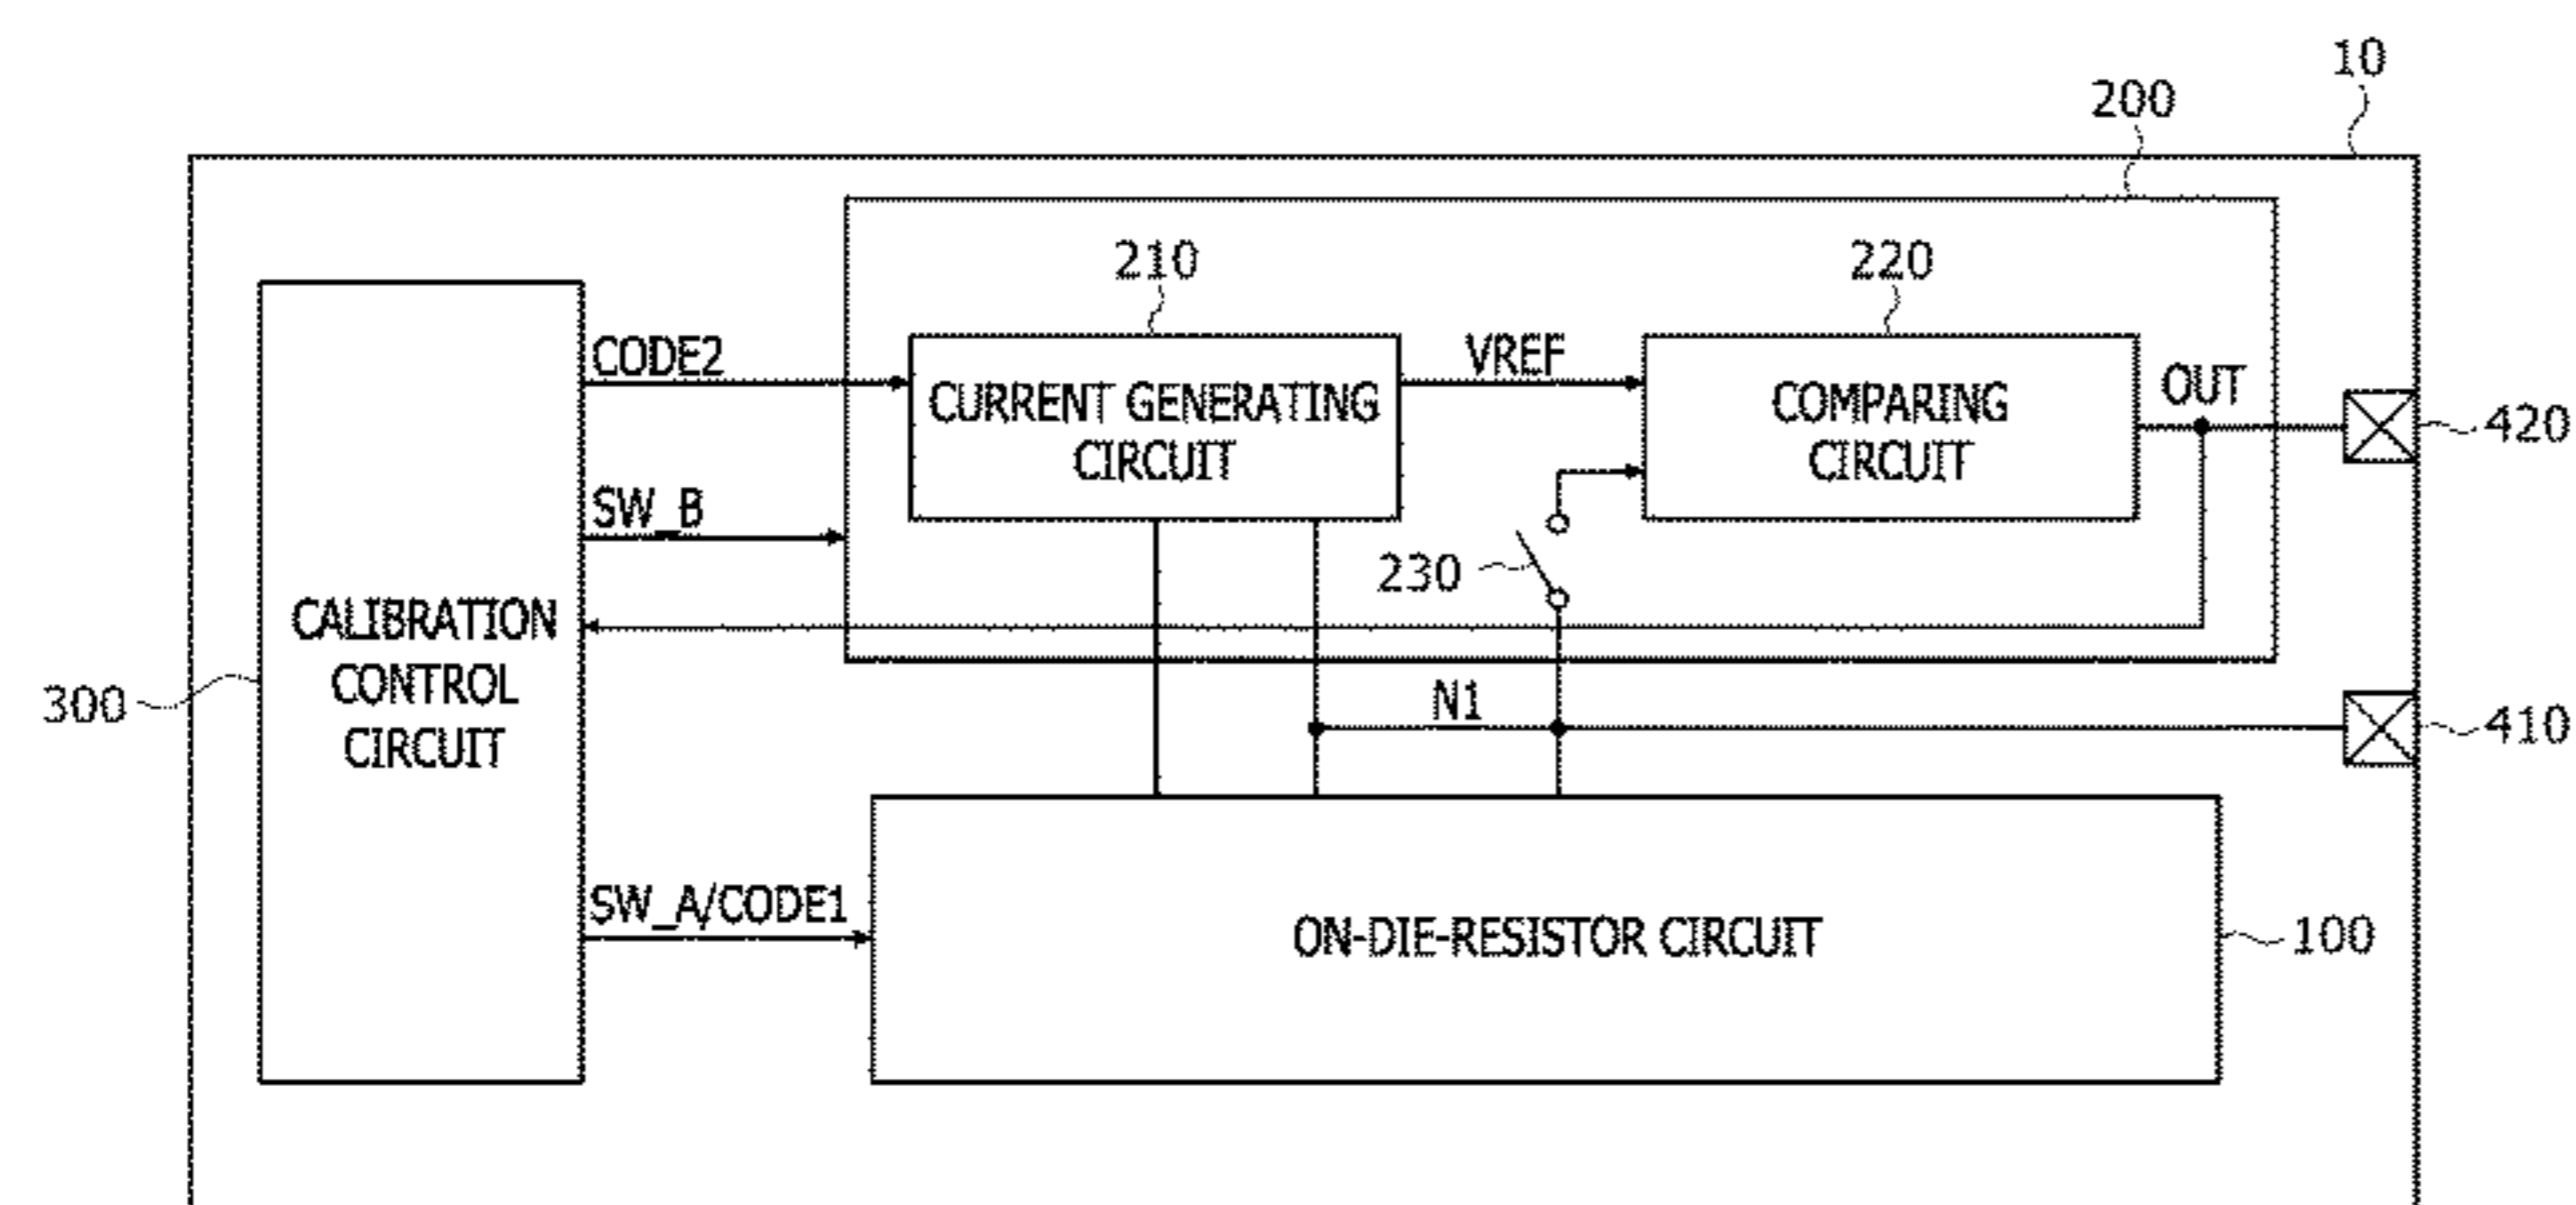 10
200
210
220
CODE2
CURRENT GENERATING
CIRCUIT
VREF
COMPARING
CIRCUIT
OUT
420
SW_B
230
CALIBRATION
CONTROL
CIRCUIT
300
N1
410
SW_A/CODE1
ON-DIE-RESISTOR CIRCUIT
100